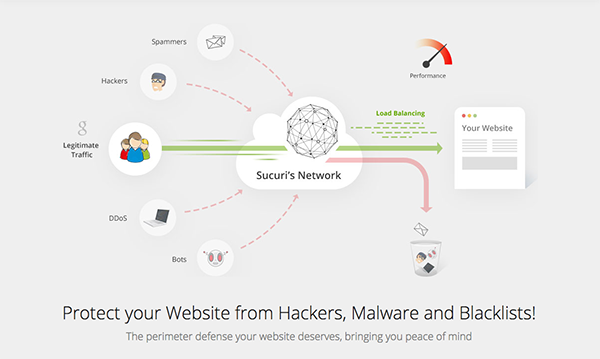 Spammers
Hackers
Performance
g
Legitimate
Traffic
Load Balancing
Your Website
Sucuri's Network
DDoS
Bots
Protect your Website from Hackers, Malware and Blacklists!
The perimeter defense your website deserves, bringing you peace of mind